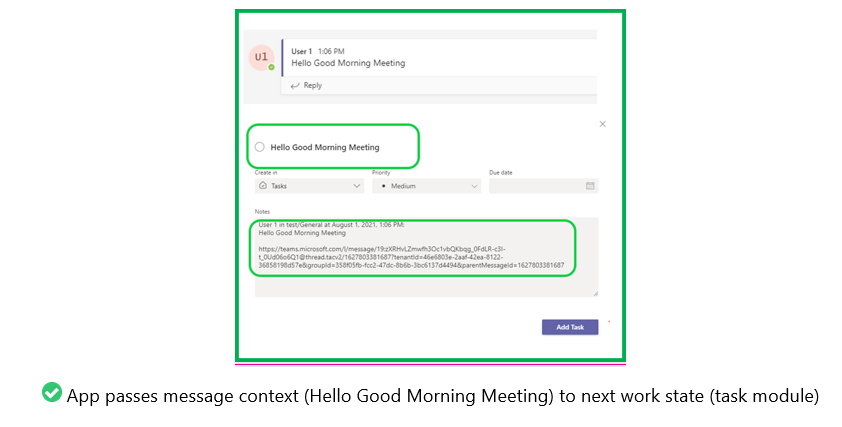 U1
User 1 1:06 PM
Hello Good Morning Meeting
Reply
Hello Good Morning Meeting
Create in Priority Due date
Tasks Medium
Notes
User 1 in test/General at August 1, 2021, 1:06 PM:
Hello Good Morning Meeting
https://teams.microsoft.com/l/message/19:zXRHvLZmwfh3Oc1vbQKbqg_0FdLR-c3I-
t_0Ud06o6Q1@thread.tacv2/1627803381687?tenantId=46e6803e-2aaf-42ea-8122-
36858198d57e&groupId=358f05fb-fcc2-47dc-8b6b-3bc6137d4494&parentMessageId=1627803381687
Add Task
App passes message context (Hello Good Morning Meeting) to next work state (task module)